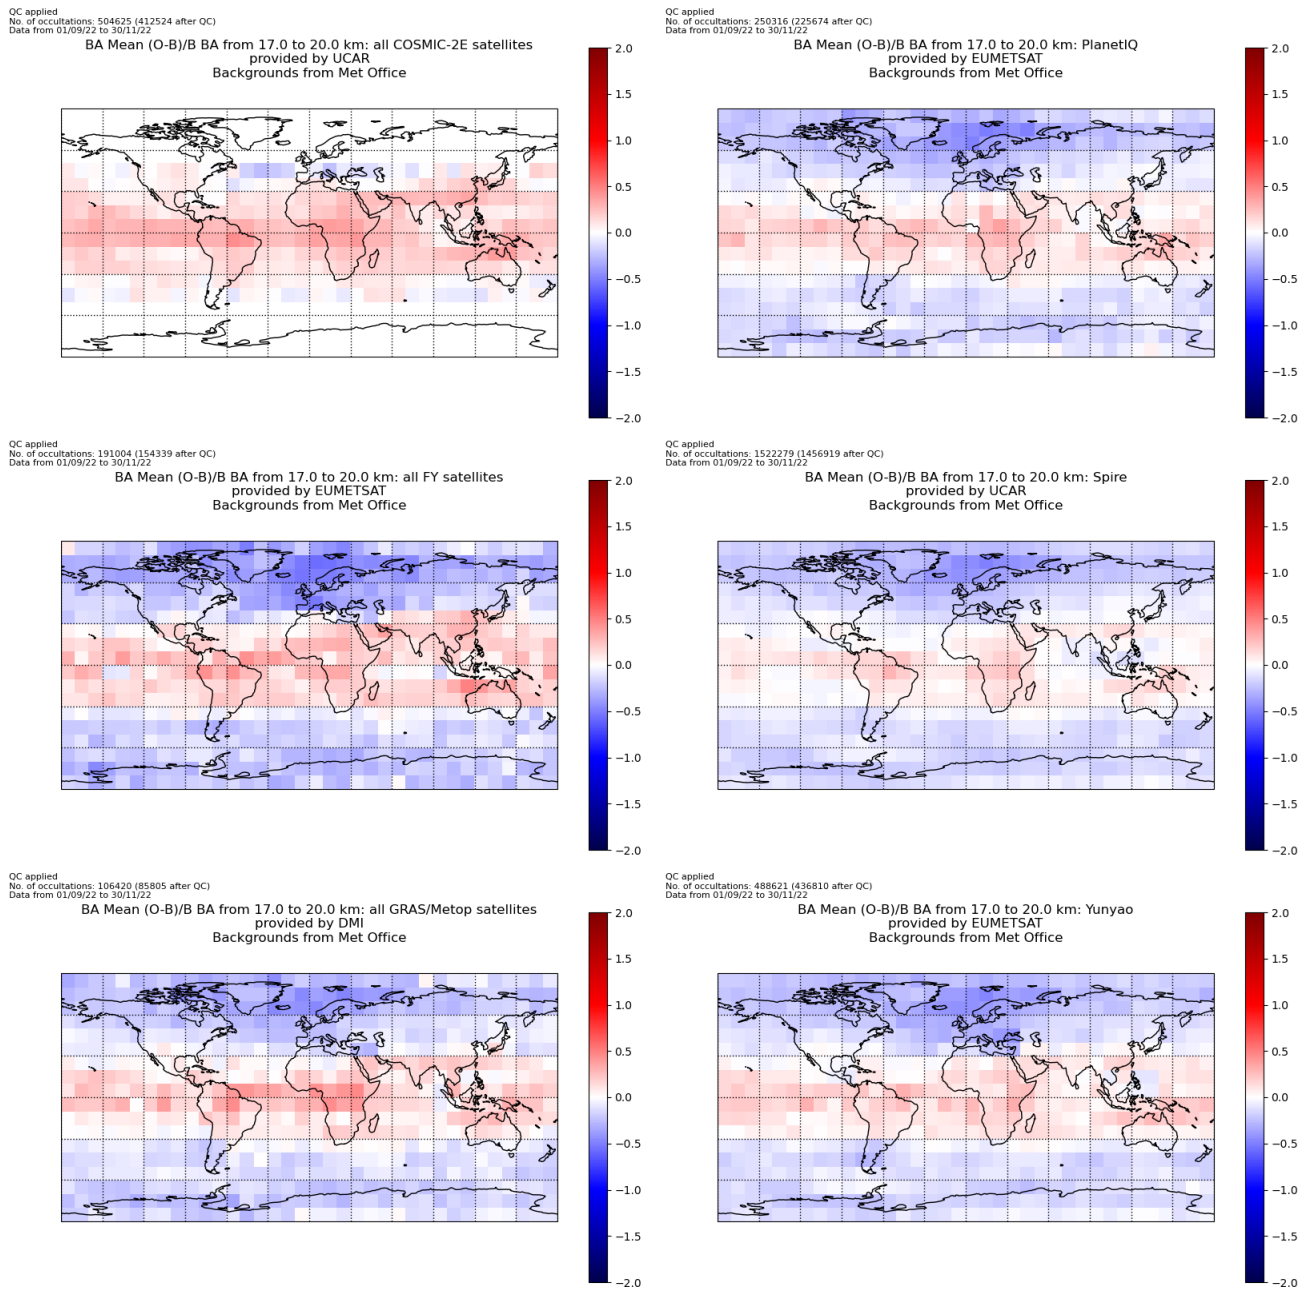 QC applied
No. of occultations: 504625 (412524 after QC)
Data from 01/09/22 to 30/11/22
BA Mean (O-B)/B BA from 17.0 to 20.0 km: all COSMIC-2E satellites
provided by UCAR
Backgrounds from Met Office
2.0
1.5
1.0
0.5
0.0
−0.5
−1.0
−1.5
−2.0
QC applied
No. of occultations: 250316 (225674 after QC)
Data from 01/09/22 to 30/11/22
BA Mean (O-B)/B BA from 17.0 to 20.0 km: PlanetIQ
provided by EUMETSAT
Backgrounds from Met Office
2.0
1.5
1.0
0.5
0.0
−0.5
−1.0
−1.5
−2.0
QC applied
No. of occultations: 191004 (154339 after QC)
Data from 01/09/22 to 30/11/22
BA Mean (O-B)/B BA from 17.0 to 20.0 km: all FY satellites
provided by EUMETSAT
Backgrounds from Met Office
2.0
1.5
1.0
0.5
0.0
−0.5
−1.0
−1.5
−2.0
QC applied
No. of occultations: 1522279 (1456919 after QC)
Data from 01/09/22 to 30/11/22
BA Mean (O-B)/B BA from 17.0 to 20.0 km: Spire
provided by UCAR
Backgrounds from Met Office
2.0
1.5
1.0
0.5
0.0
−0.5
−1.0
−1.5
−2.0
QC applied
No. of occultations: 106420 (85805 after QC)
Data from 01/09/22 to 30/11/22
BA Mean (O-B)/B BA from 17.0 to 20.0 km: all GRAS/Metop satellites
provided by DMI
Backgrounds from Met Office
2.0
1.5
1.0
0.5
0.0
−0.5
−1.0
−1.5
−2.0
QC applied
No. of occultations: 488621 (436810 after QC)
Data from 01/09/22 to 30/11/22
BA Mean (O-B)/B BA from 17.0 to 20.0 km: Yunyao
provided by EUMETSAT
Backgrounds from Met Office
2.0
1.5
1.0
0.5
0.0
−0.5
−1.0
−1.5
−2.0